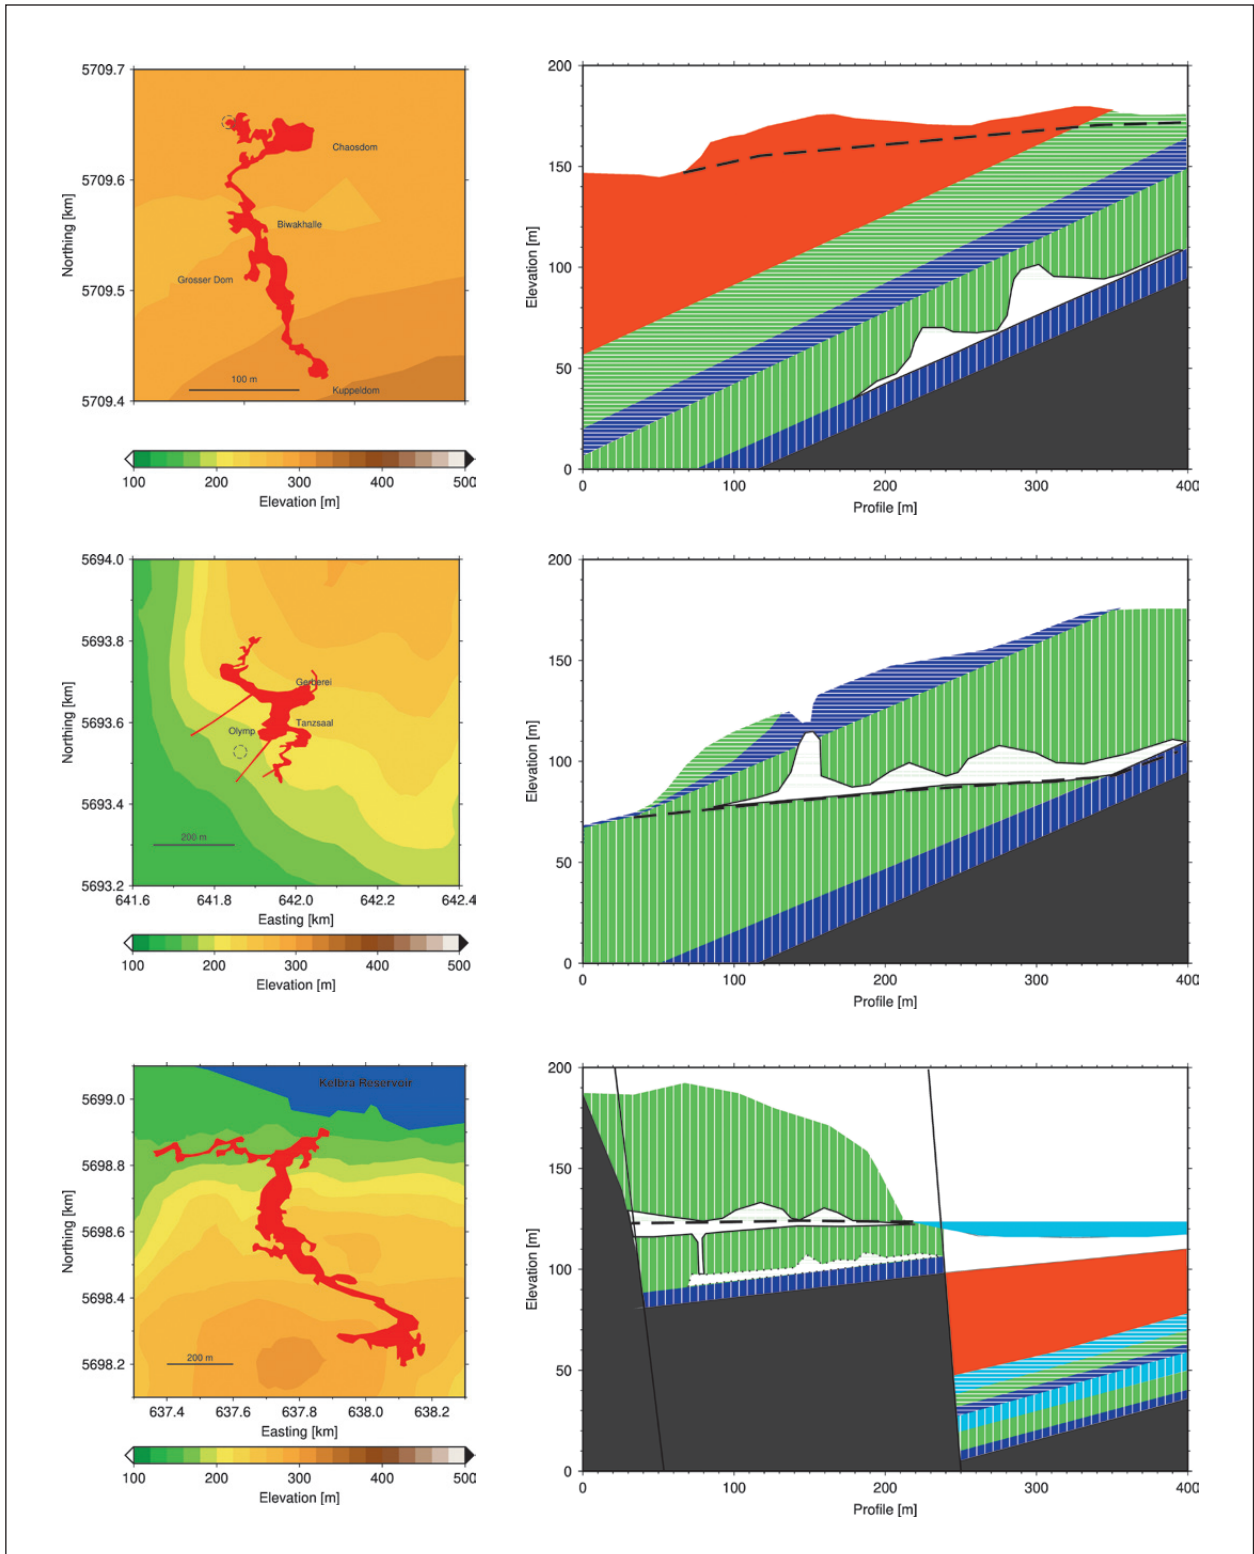 5709.7
5709.6
5709.5
5709.4
Northing [km]
Chaosdom
Biwakhalle
Grosser Dom
Kuppeldom
100 m
100 200 300 400 500
Elevation [m]
200
150
100
50
0
Elevation [m]
0 100 200 300 400
Profile [m]
5694.0
5693.8
5693.6
5693.4
5693.2
Northing [km]
Gerberei
Olymp
Tanzsaal
200 m
641.6 641.8 642.0 642.2 642.4
Easting [km]
100 200 300 400 500
Elevation [m]
200
150
100
50
0
Elevation [m]
0 100 200 300 400
Profile [m]
Kelbra Reservoir
5699.0
5698.8
5698.6
5698.4
5698.2
Northing [km]
200 m
637.4 637.6 637.8 638.0 638.2
Easting [km]
100 200 300 400 500
Elevation [m]
200
150
100
50
0
Elevation [m]
0 100 200 300 400
Profile [m]